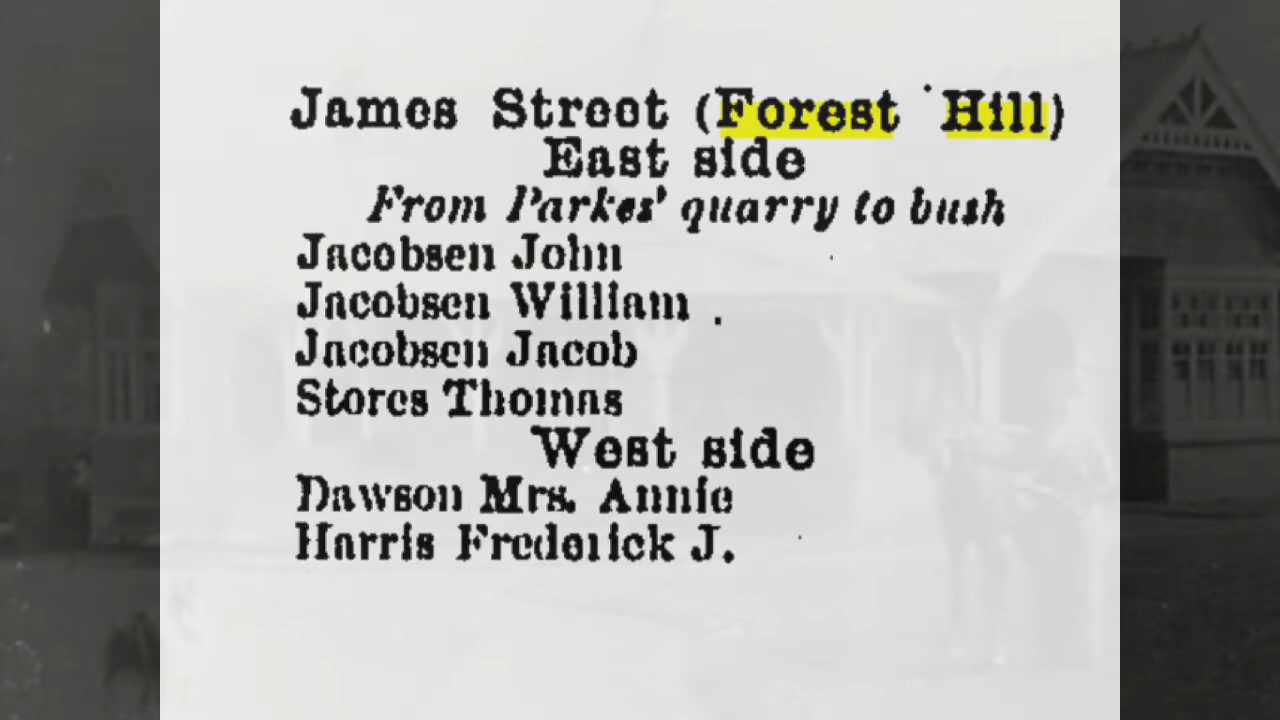 James Street (Forest Hill)
East side
From Parkes' quarry to bush
Jacobsen John
Jacobsen William
Jacobsen Jacob
Stores Thomas
West side
Dawson Mrs. Annie
Harris Frederick J.